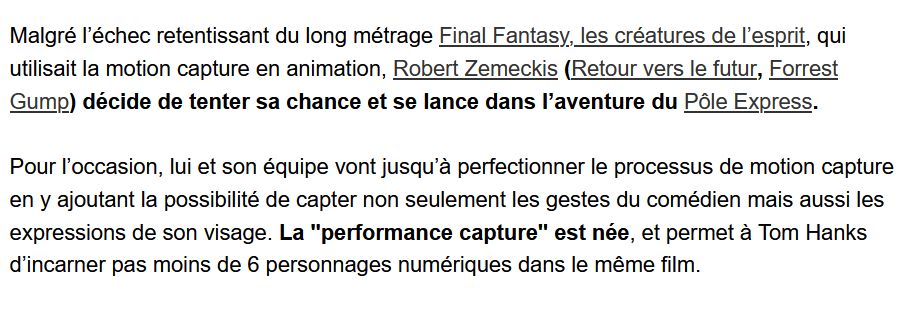 Malgré l’échec retentissant du long métrage Final Fantasy, les créatures de l’esprit, qui
utilisait la motion capture en animation, Robert Zemeckis (Retour vers le futur, Forrest
Gump) décide de tenter sa chance et se lance dans l’aventure du Pôle Express.
Pour l’occasion, lui et son équipe vont jusqu’à perfectionner le processus de motion capture
en y ajoutant la possibilité de capter non seulement les gestes du comédien mais aussi les
expressions de son visage. La "performance capture" est née, et permet à Tom Hanks
d’incarner pas moins de 6 personnages numériques dans le même film.